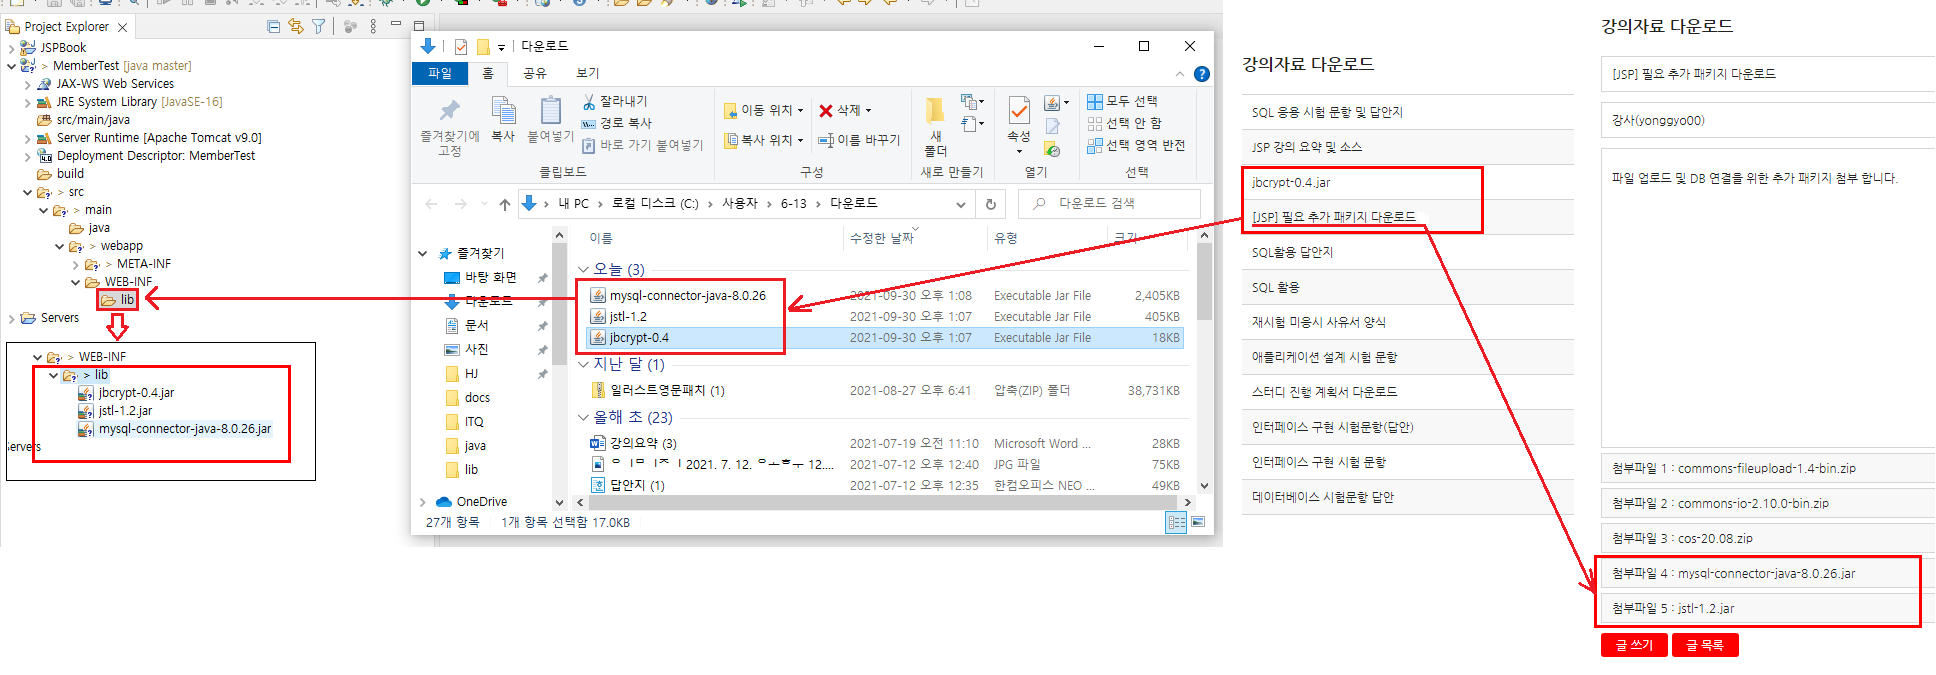 Project Explorer
JSPBook
> MemberTest [java master]
JAX-WS Web Services
JRE System Library [JavaSE-16]
src/main/java
Server Runtime [Apache Tomcat v9.0]
Deployment Descriptor: MemberTest
build
> src
> main
java
> webapp
> META-INF
WEB-INF
lib
Servers
> WEB-INF
> lib
jbcrypt-0.4.jar
jstl-1.2.jar
mysql-connector-java-8.0.26.jar
Servers
다운로드
파일 홈 공유 보기
즐겨찾기에 고정
복사
붙여넣기
잘라내기
경로 복사
바로 가기 붙여넣기
클립보드
이동 위치
복사 위치
삭제
이름 바꾸기
구성
새 폴더
새로 만들기
속성
열기
모두 선택
선택 안 함
선택 영역 반전
선택
내 PC > 로컬 디스크 (C:) > 사용자 > 6-13 > 다운로드
다운로드 검색
즐겨찾기
바탕 화면
다운로드
문서
사진
HJ
docs
ITQ
java
lib
OneDrive
이름 수정한 날짜 유형 크기
오늘 (3)
mysql-connector-java-8.0.26 2021-09-30 오후 1:08 Executable Jar File 2,405KB
jstl-1.2 2021-09-30 오후 1:07 Executable Jar File 405KB
jbcrypt-0.4 2021-09-30 오후 1:07 Executable Jar File 18KB
지난 달 (1)
일러스트영문패치 (1) 2021-08-27 오후 6:41 압축(ZIP) 폴더 38,731KB
올해 초 (23)
강의요약 (3) 2021-07-19 오전 11:10 Microsoft Word ... 28KB
2021. 7. 12. 12.... 2021-07-12 오후 12:40 JPG 파일 75KB
답안지 (1) 2021-07-12 오후 12:35 한컴오피스 NEO ... 49KB
27개 항목 1개 항목 선택함 17.0KB
강의자료 다운로드
SQL 응용 시험 문항 및 답안지
JSP 강의 요약 및 소스
jbcrypt-0.4.jar
[JSP] 필요 추가 패키지 다운로드
SQL활용 답안지
SQL 활용
재시험 미응시 사유서 양식
애플리케이션 설계 시험 문항
스터디 진행 계획서 다운로드
인터페이스 구현 시험문항(답안)
인터페이스 구현 시험 문항
데이터베이스 시험문항 답안
강의자료 다운로드
[JSP] 필요 추가 패키지 다운로드
강사(yonggyo00)
파일 업로드 및 DB 연결을 위한 추가 패키지 첨부 합니다.
첨부파일 1 : commons-fileupload-1.4-bin.zip
첨부파일 2 : commons-io-2.10.0-bin.zip
첨부파일 3 : cos-20.08.zip
첨부파일 4 : mysql-connector-java-8.0.26.jar
첨부파일 5 : jstl-1.2.jar
글 쓰기 글 목록